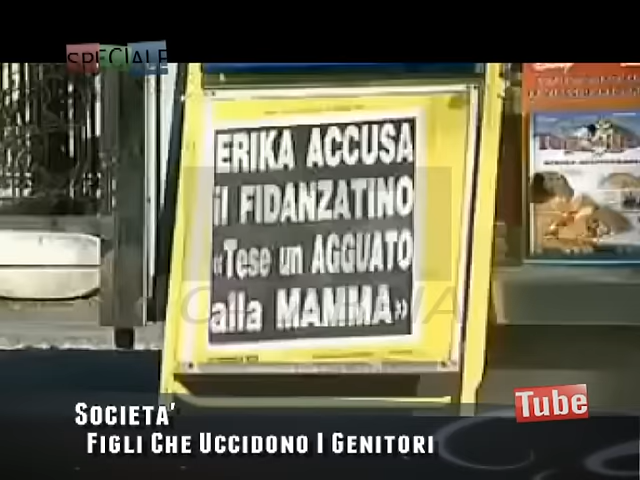 SPECIALE
ERIKA ACCUSA
il FIDANZATINO
«Tese un AGGUATO
alla MAMMA»
SOCIETA'
FIGLI CHE UCCIDONO I GENITORI
Tube